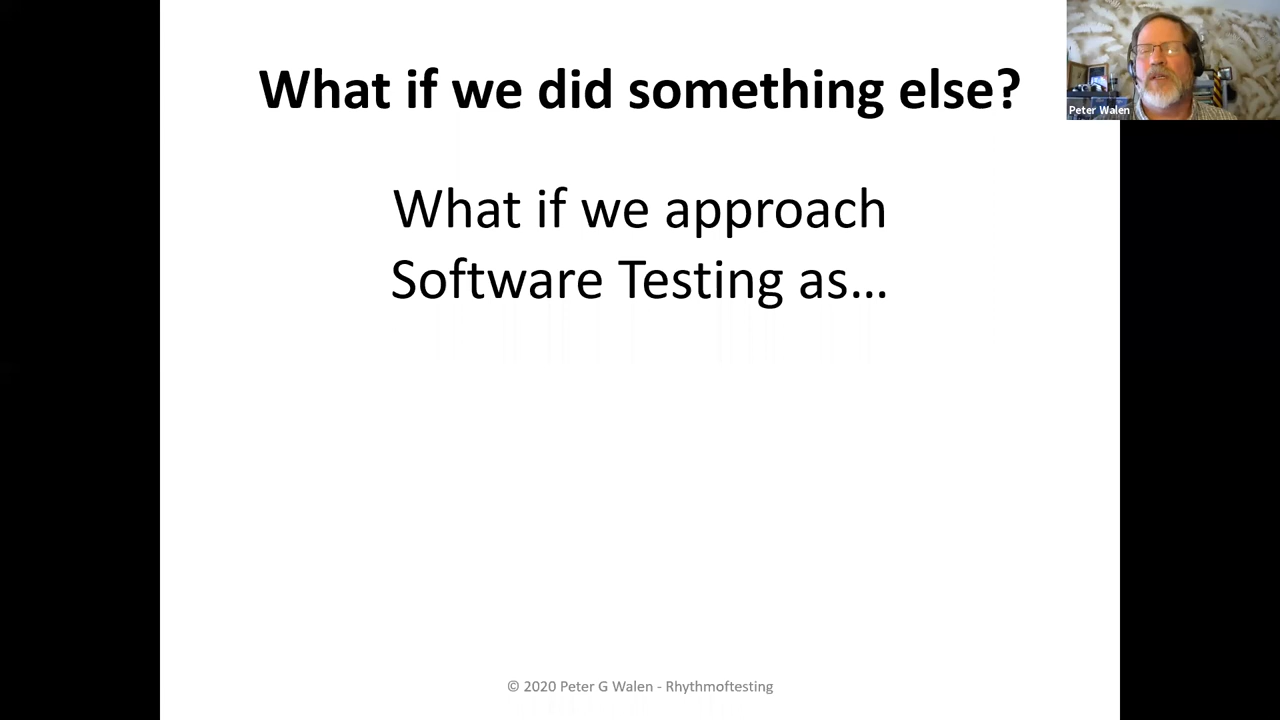 What if we did something else?
Peter Walen
What if we approach
Software Testing as...
© 2020 Peter G Walen - Rhythmoftesting